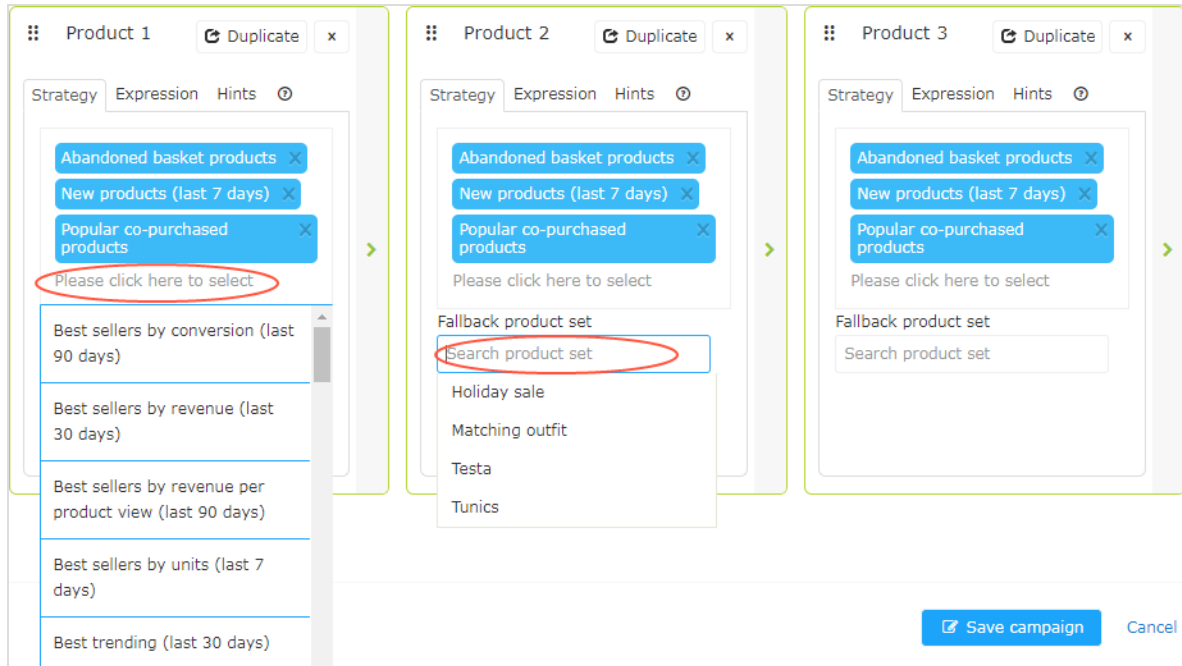 Product 1
Duplicate
x
Strategy
Expression
Hints
Abandoned basket products X
New products (last 7 days) X
Popular co-purchased X
products
Please click here to select
Best sellers by conversion (last
90 days)
Best sellers by revenue (last
30 days)
Best sellers by revenue per
product view (last 90 days)
Best sellers by units (last 7
days)
Best trending (last 30 days)
Product 2
Duplicate
x
Strategy
Expression
Hints
Abandoned basket products X
New products (last 7 days) X
Popular co-purchased X
products
Please click here to select
Fallback product set
Search product set
Holiday sale
Matching outfit
Testa
Tunics
Product 3
Duplicate
x
Strategy
Expression
Hints
Abandoned basket products X
New products (last 7 days) X
Popular co-purchased X
products
Please click here to select
Fallback product set
Search product set
Save campaign
Cancel